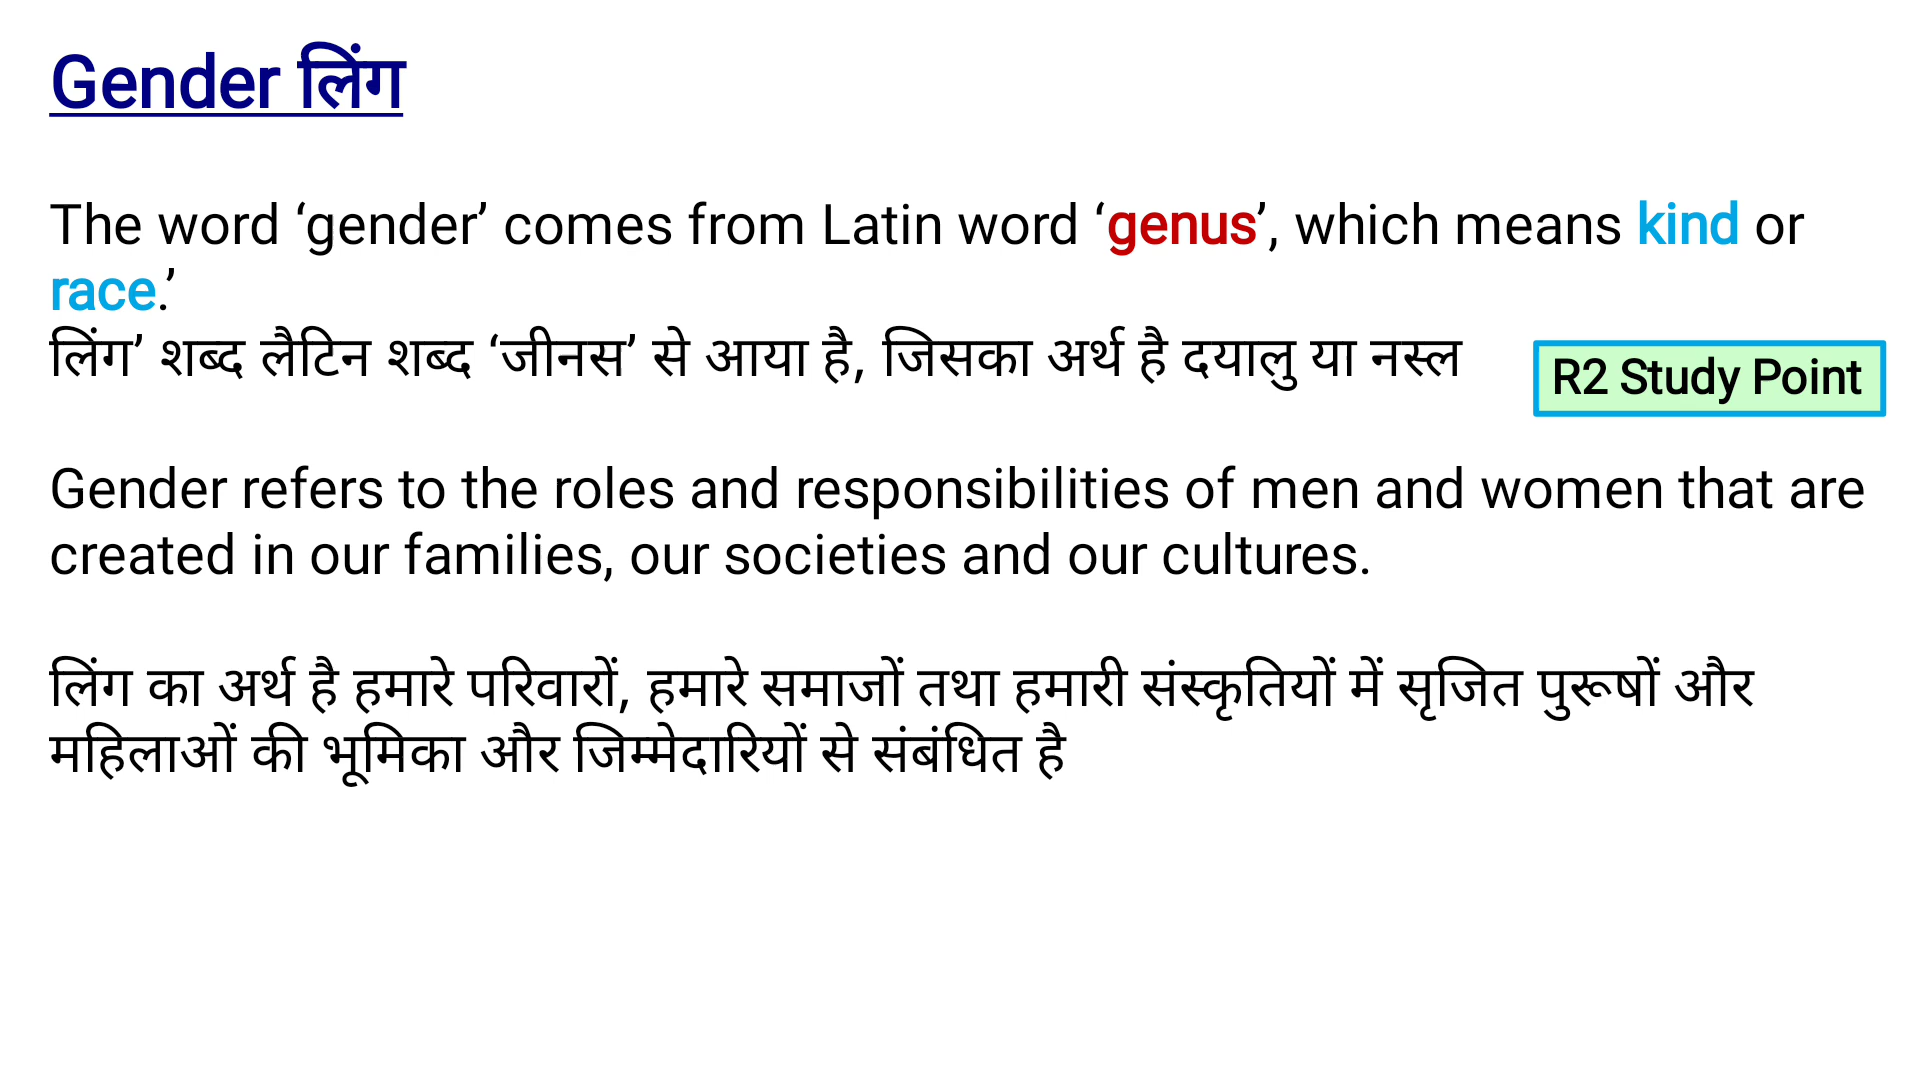 Gender लिंग
The word ‘gender’ comes from Latin word ‘genus’, which means kind or
race.’
लिंग’ शब्द लैटिन शब्द ‘जीनस’ से आया है, जिसका अर्थ है दयालु या नस्ल
R2 Study Point
Gender refers to the roles and responsibilities of men and women that are
created in our families, our societies and our cultures.
लिंग का अर्थ है हमारे परिवारों, हमारे समाजों तथा हमारी संस्कृतियों में सृजित पुरूषों और
महिलाओं की भूमिका और जिम्मेदारियों से संबंधित है